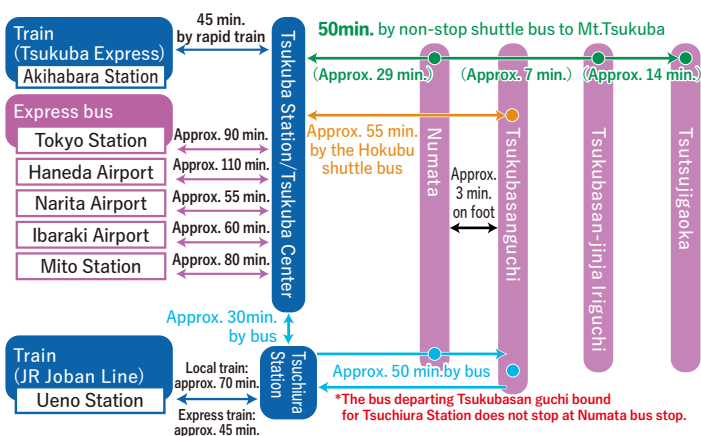 Train
(Tsukuba Express)
Akihabara Station
45 min.
by rapid train
Express bus
Tokyo Station
Haneda Airport
Narita Airport
Ibaraki Airport
Mito Station
Approx. 90 min.
Approx. 110 min.
Approx. 55 min.
Approx. 60 min.
Approx. 80 min.
Tsukuba Station/Tsukuba Center
50min. by non-stop shuttle bus to Mt.Tsukuba
(Approx. 29 min.)
(Approx. 7 min.)
(Approx. 14 min.)
Approx. 55 min.
by the Hokubu
shuttle bus
Numata
Approx.
3 min.
on foot
Tsukubasanguchi
Tsukubasan-jinja Iriguchi
Tsutsujigaoka
Approx. 30min.
by bus
Train
(JR Joban Line)
Ueno Station
Local train:
approx. 70 min.
Express train:
approx. 45 min.
Tsuchiura
Station
Approx. 50 min.by bus
*The bus departing Tsukubasan guchi bound
for Tsuchiura Station does not stop at Numata bus stop.